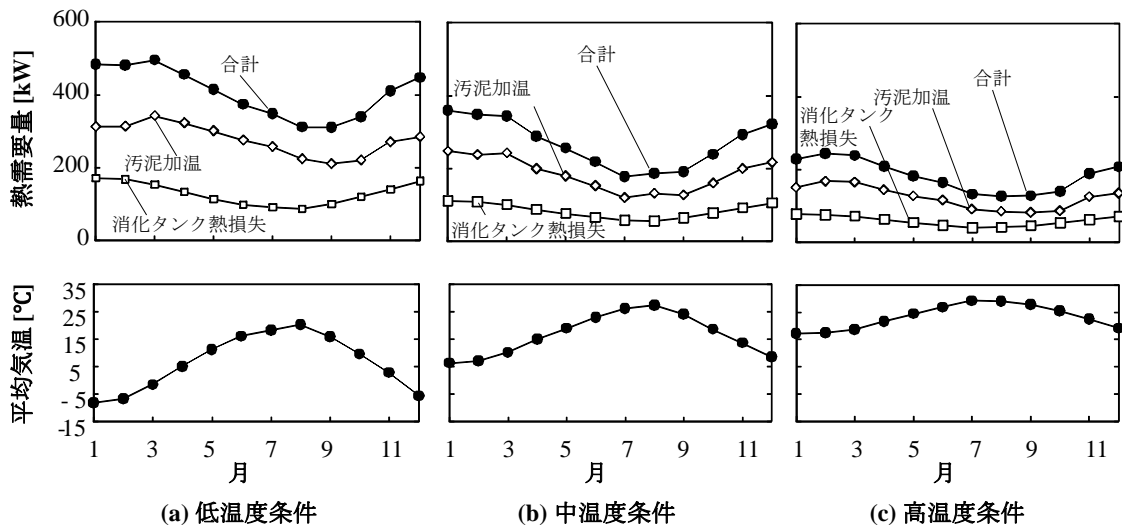 熱需要量 [kW]
600
400
200
0
合計
汚泥加温
消化タンク熱損失
汚泥加温
合計
消化タンク熱損失
消化タンク
熱損失
汚泥加温
合計
平均気温 [℃]
35
25
15
5
- 5
-15
1 3 5 7 9 11
1 3 5 7 9 11
1 3 5 7 9 11
月
月
月
(a) 低温度条件
(b) 中温度条件
(c) 高温度条件